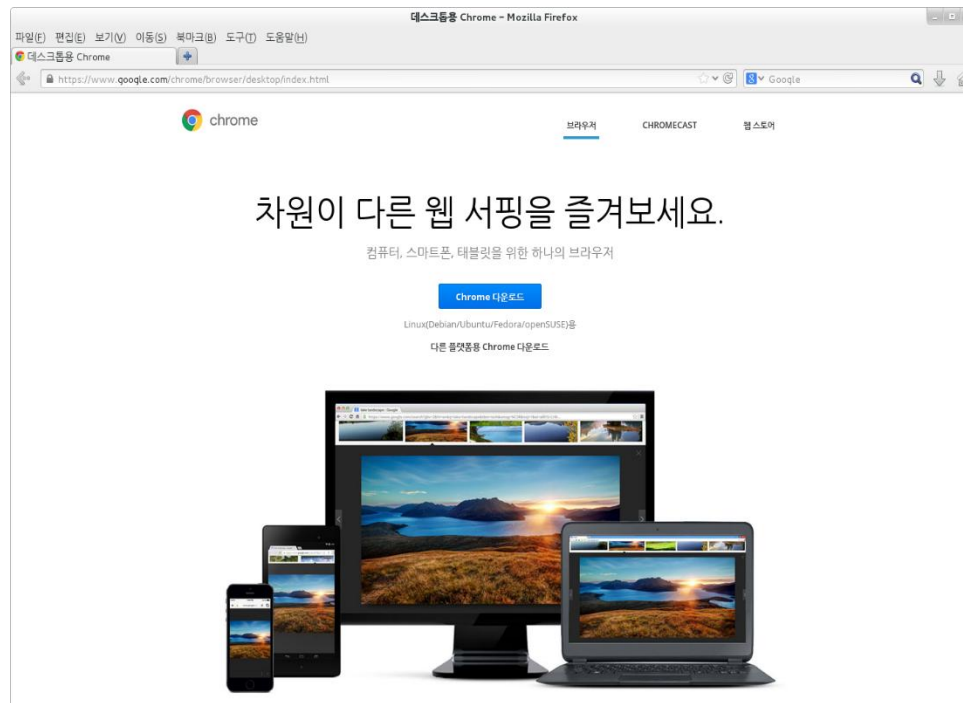 데스크톱용 Chrome - Mozilla Firefox
파일(F) 편집(E) 보기(V) 이동(S) 북마크(B) 도구(T) 도움말(H)
데스크톱용 Chrome
https://www.google.com/chrome/browser/desktop/index.html
Google
chrome
브라우저 CHROMECAST 웹 스토어
차원이 다른 웹 서핑을 즐겨보세요.
컴퓨터, 스마트폰, 태블릿을 위한 하나의 브라우저
Chrome 다운로드
Linux(Debian/Ubuntu/Fedora/openSUSE)용
다른 플랫폼용 Chrome 다운로드